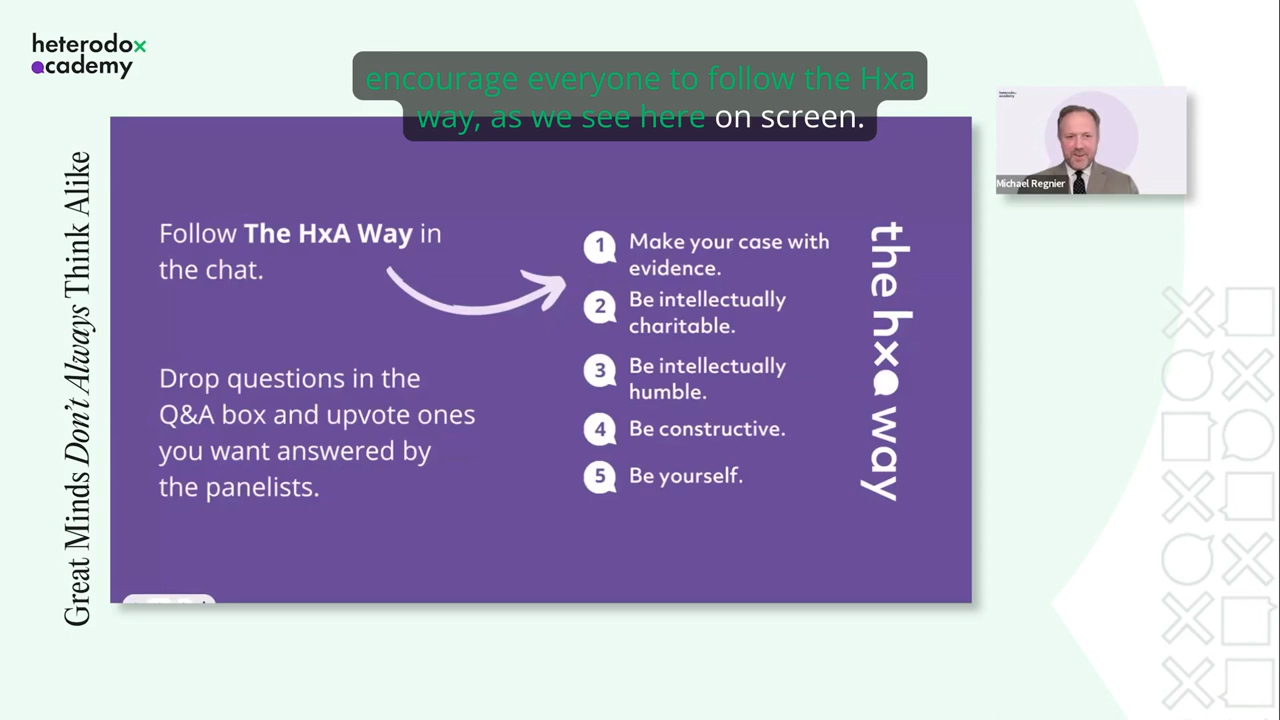 heterodox
academy
encourage everyone to follow the Hxa
way, as we see here on screen.
Great Minds Don't Always Think Alike
Follow The HxA Way in
the chat.
Drop questions in the
Q&A box and upvote ones
you want answered by
the panelists.
1 Make your case with
evidence.
2 Be intellectually
charitable.
3 Be intellectually
humble.
4 Be constructive.
5 Be yourself.
the hxa way
Michael Regnier